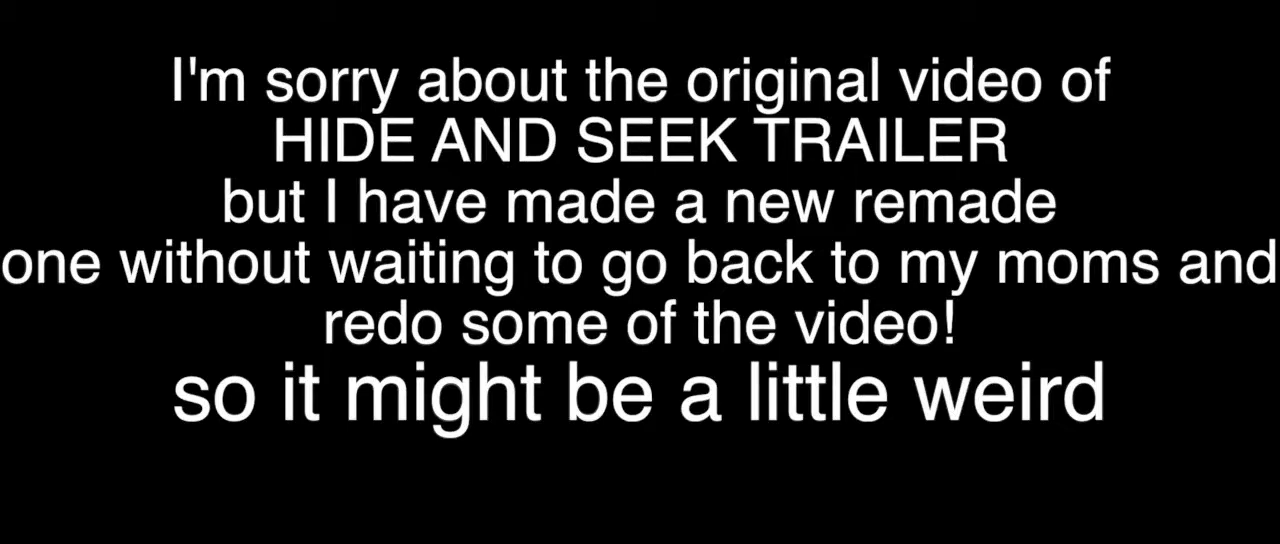 I'm sorry about the original video of
HIDE AND SEEK TRAILER
but I have made a new remade
one without waiting to go back to my moms and
redo some of the video!
so it might be a little weird